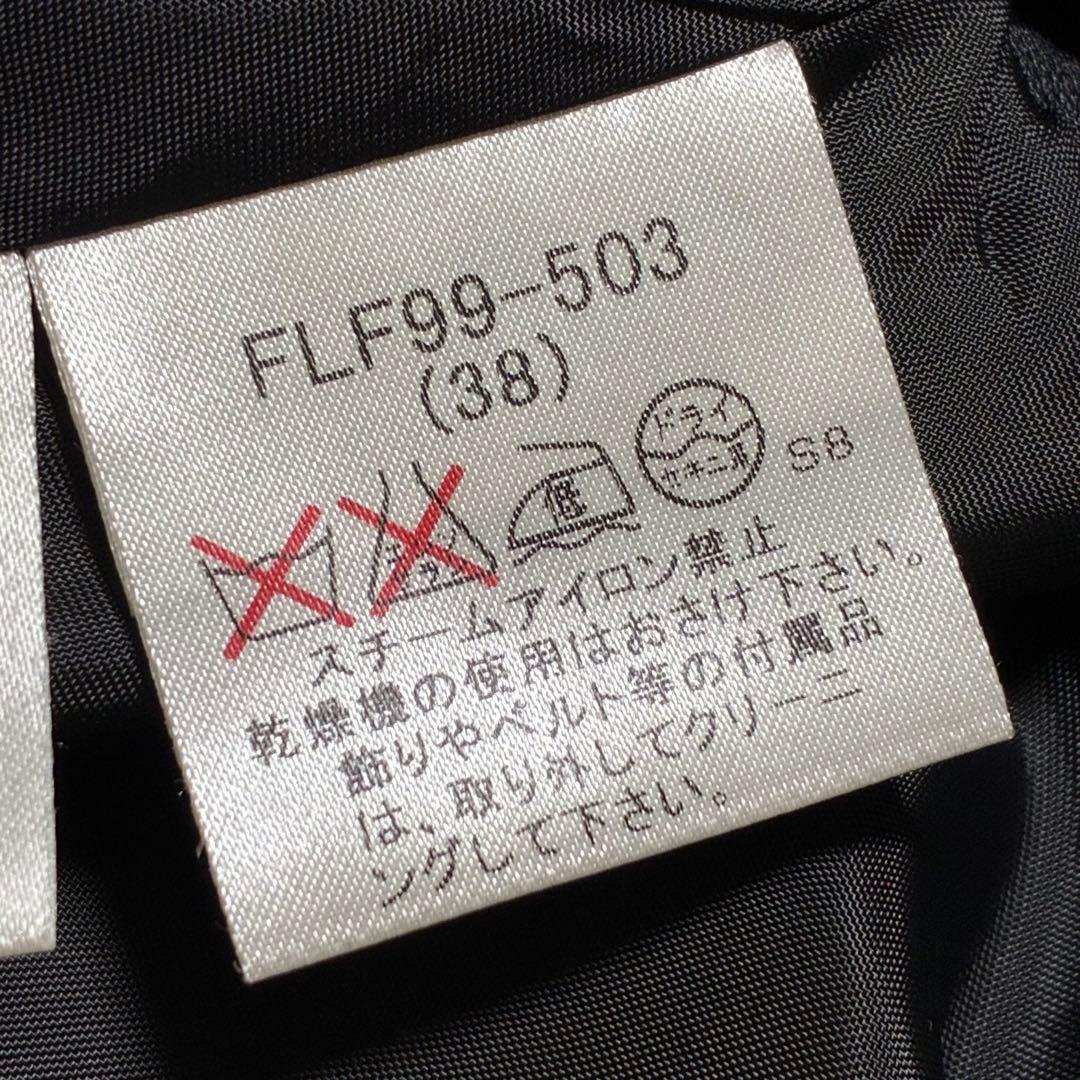 FLF99-503
(38)
低
ドライ
セキユ系
S8
スチームアイロン禁止
乾燥機の使用はおさけ下さい。
飾りやベルト等の付属品
は、取り外してクリーニ
ングして下さい。